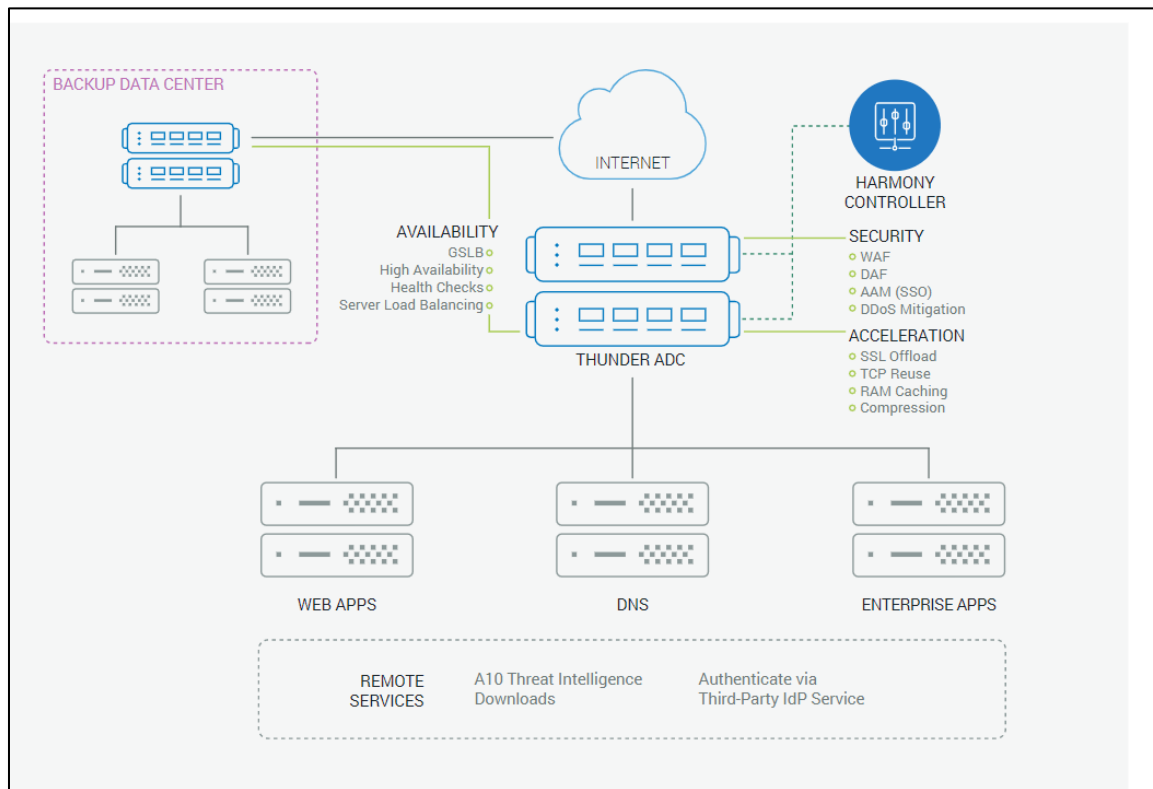 BACKUP DATA CENTER
INTERNET
HARMONY
CONTROLLER
AVAILABILITY
GSLB
High Availability
Health Checks
Server Load Balancing
SECURITY
WAF
DAF
AAM (SSO)
DDoS Mitigation
THUNDER ADC
ACCELERATION
SSL Offload
TCP Reuse
RAM Caching
Compression
WEB APPS
DNS
ENTERPRISE APPS
REMOTE
SERVICES
A10 Threat Intelligence
Downloads
Authenticate via
Third-Party IdP Service